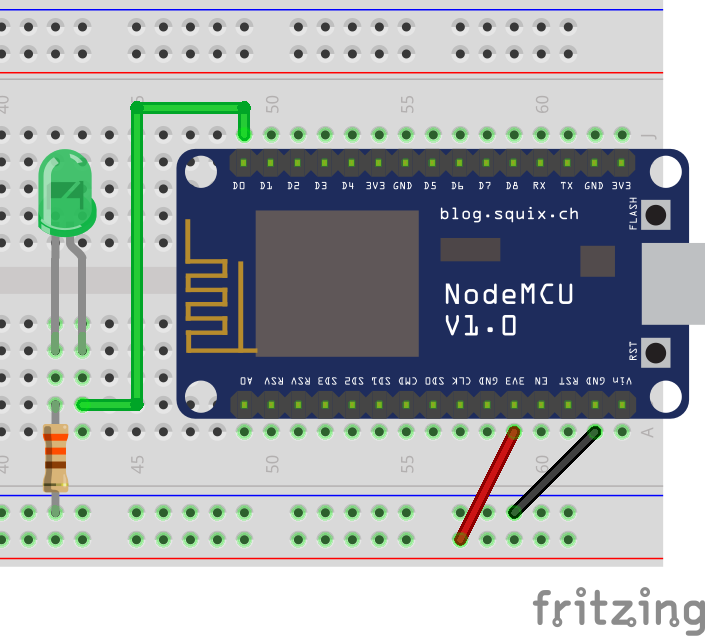 40 50 55 60
J
D0 D1 D2 D3 D4 3V3 GND D5 D6 D7 D8 RX TX GND 3V3
FLASH
blog.squix.ch
NodeMCU
V1.0
RST
A0 RSV RSV SD3 SD2 SD1 CMD SD0 CLK GND 3V3 EN RST GND Vin
A
40 45 50 55 60
fritzing